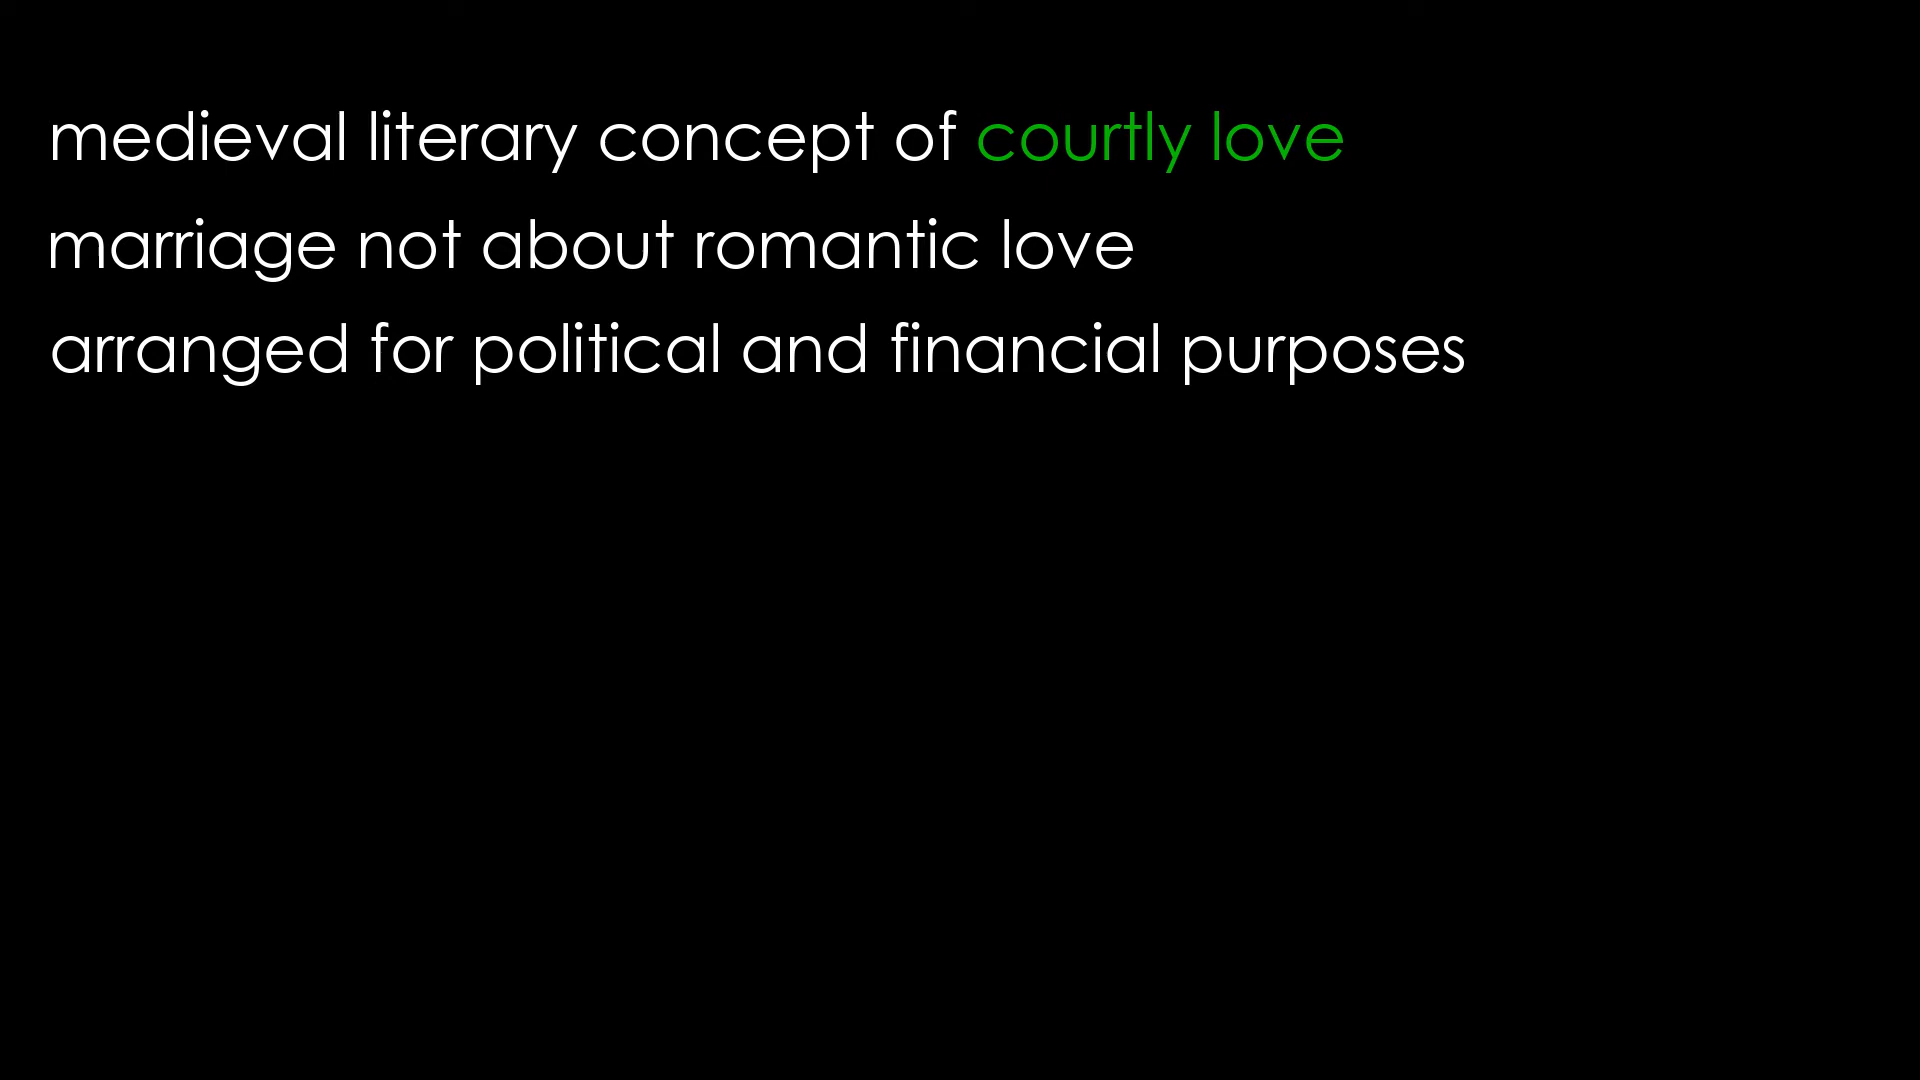 medieval literary concept of courtly love
marriage not about romantic love
arranged for political and financial purposes